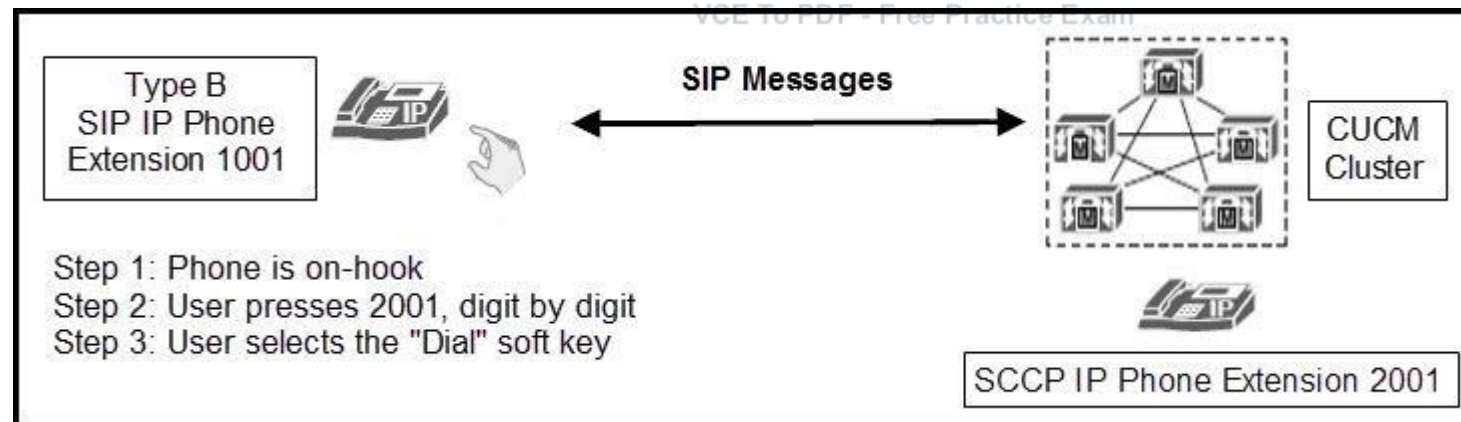 VCE To PDF - Free Practice Exam
Type B
SIP IP Phone
Extension 1001
IP
SIP Messages
M
M
M
M
M
CUCM
Cluster
Step 1: Phone is on-hook
Step 2: User presses 2001, digit by digit
Step 3: User selects the "Dial" soft key
IP
SCCP IP Phone Extension 2001